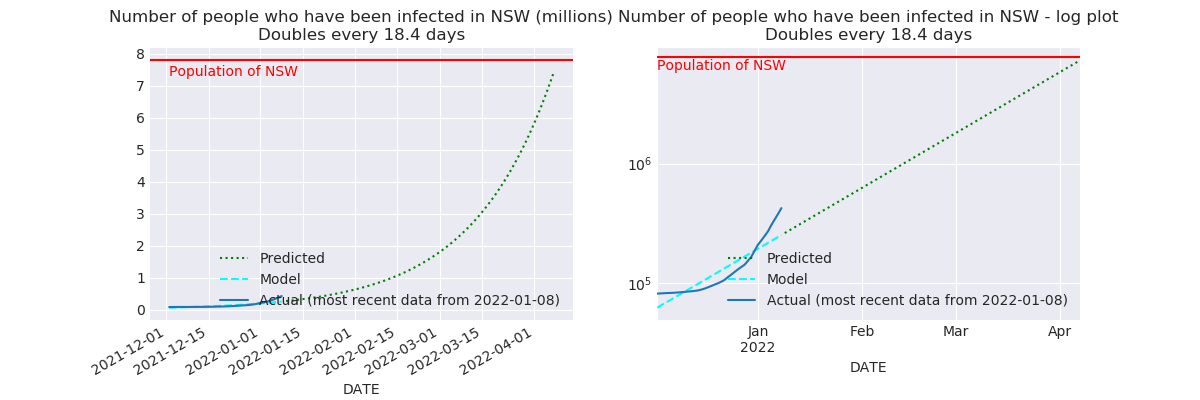 Number of people who have been infected in NSW (millions)
Doubles every 18.4 days
8
7
6
5
4
3
2
1
0
Population of NSW
Predicted
Model
Actual (most recent data from 2022-01-08)
2021-12-01
2021-12-15
2022-01-01
2022-01-15
2022-02-01
2022-02-15
2022-03-01
2022-03-15
2022-04-01
DATE
Number of people who have been infected in NSW - log plot
Doubles every 18.4 days
Population of NSW
10⁶
10⁵
Predicted
Model
Actual (most recent data from 2022-01-08)
Jan Feb Mar Apr
2022
DATE